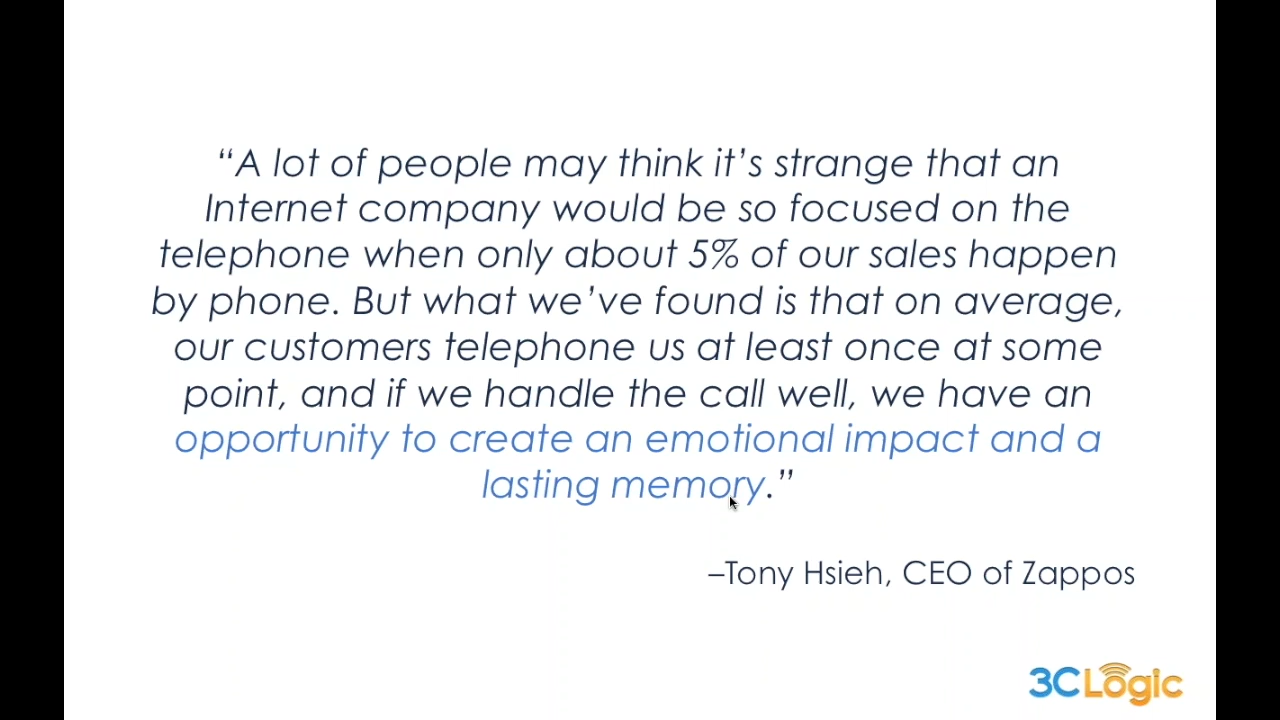 “A lot of people may think it’s strange that an
Internet company would be so focused on the
telephone when only about 5% of our sales happen
by phone. But what we’ve found is that on average,
our customers telephone us at least once at some
point, and if we handle the call well, we have an
opportunity to create an emotional impact and a
lasting memory.”
–Tony Hsieh, CEO of Zappos
3CLogic